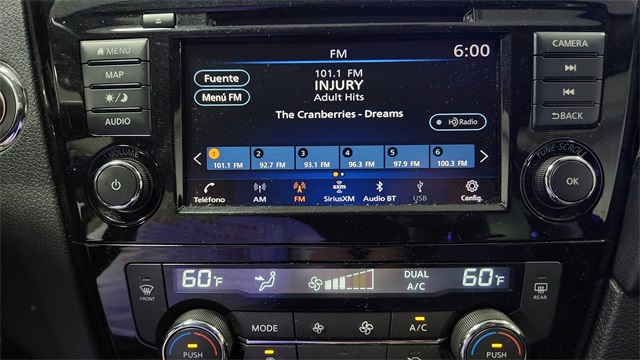 MENU
MAP
AUDIO
VOLUME
FM
6:00
Fuente
Menú FM
101.1 FM
INJURY
Adult Hits
The Cranberries - Dreams
HD Radio
1 2 3 4 5 6
101.1 FM 92.7 FM 93.1 FM 96.3 FM 97.9 FM 100.3 FM
sxm
Teléfono AM FM SiriusXM Audio BT USB Config.
CAMERA
BACK
TUNE-SCROLL
OK
FRONT
60°F
DUAL
A/C
60°F
REAR
MODE
A/C
PUSH
PUSH